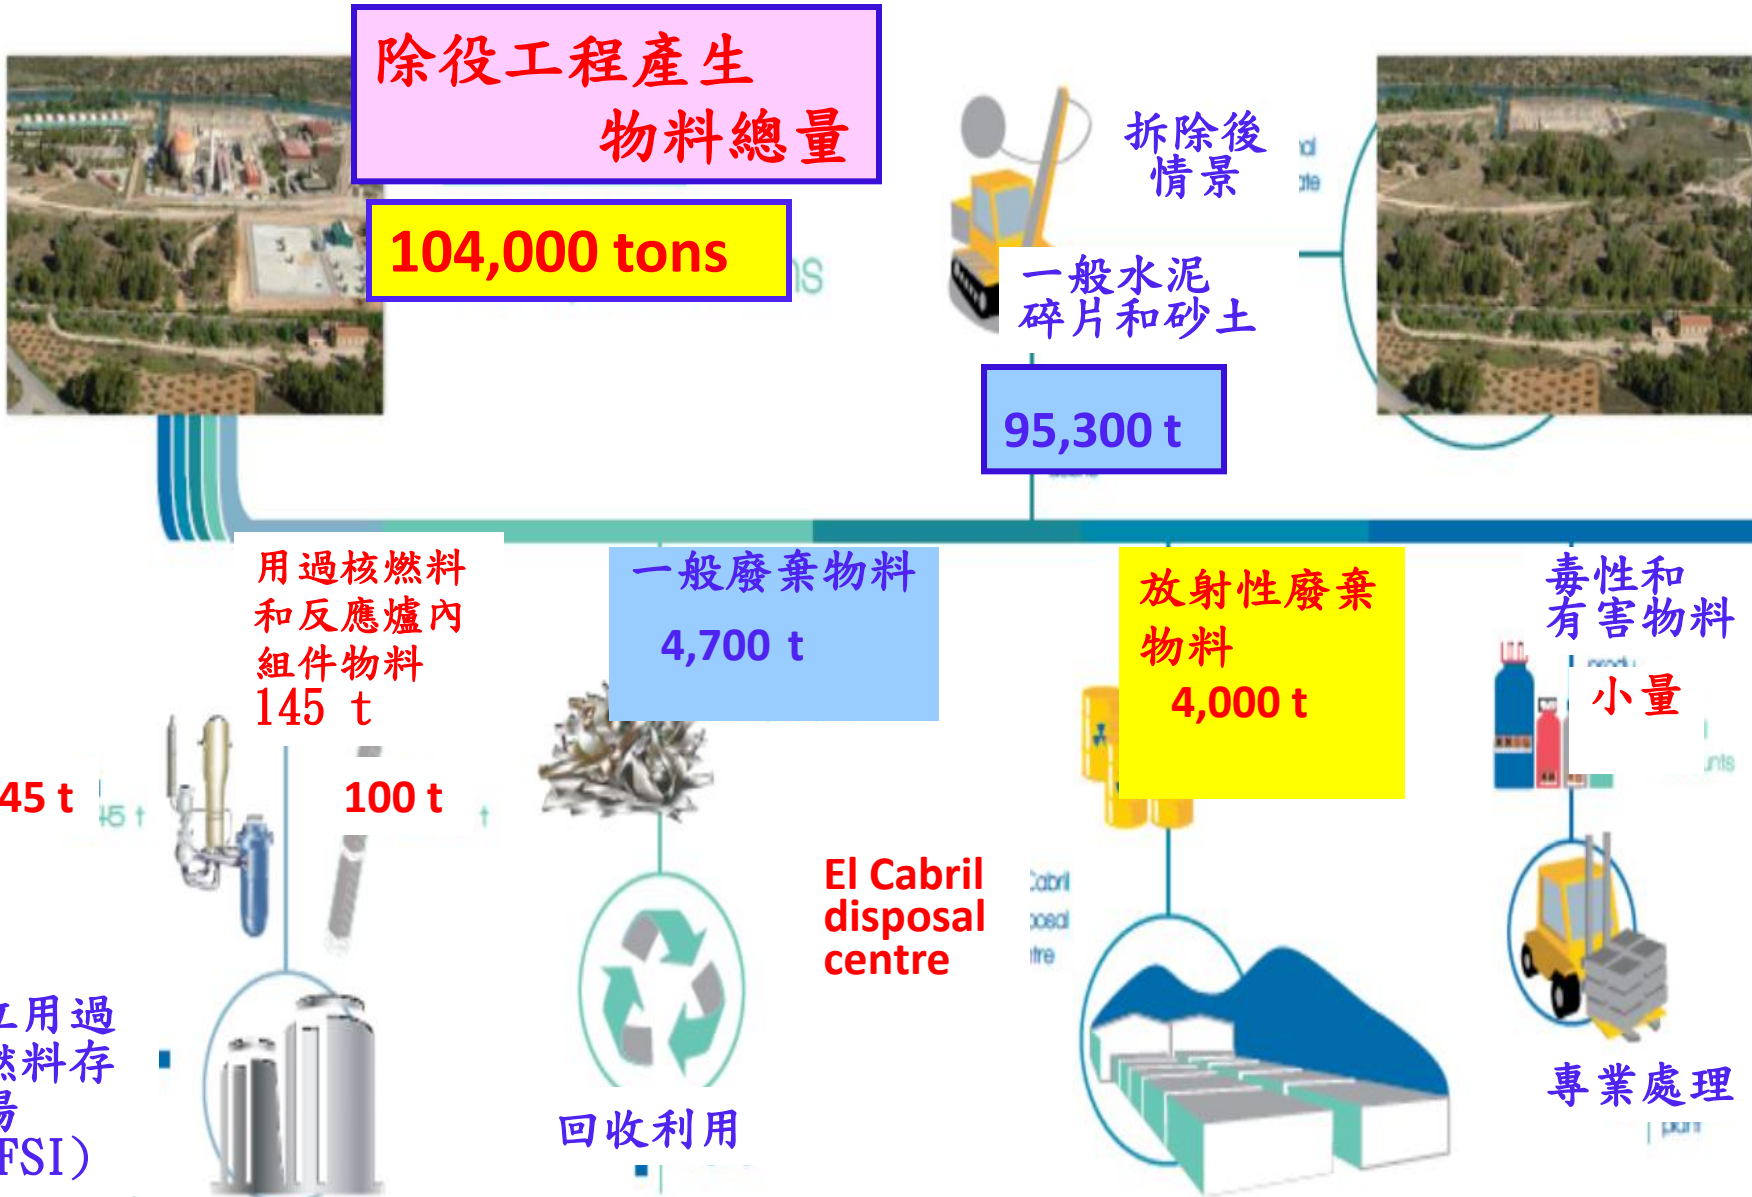 除役工程產生
物料總量
104,000 tons
ns
拆除後
情景
一般水泥
碎片和砂土
95,300 t
用過核燃料
和反應爐內
組件物料
145 t
45 t
45 t
100 t
t
一般廢棄物料
4,700 t
放射性廢棄
物料
4,000 t
毒性和
有害物料
小量
El Cabril
disposal
centre
用過
燃料存
場
FSI)
回收利用
專業處理